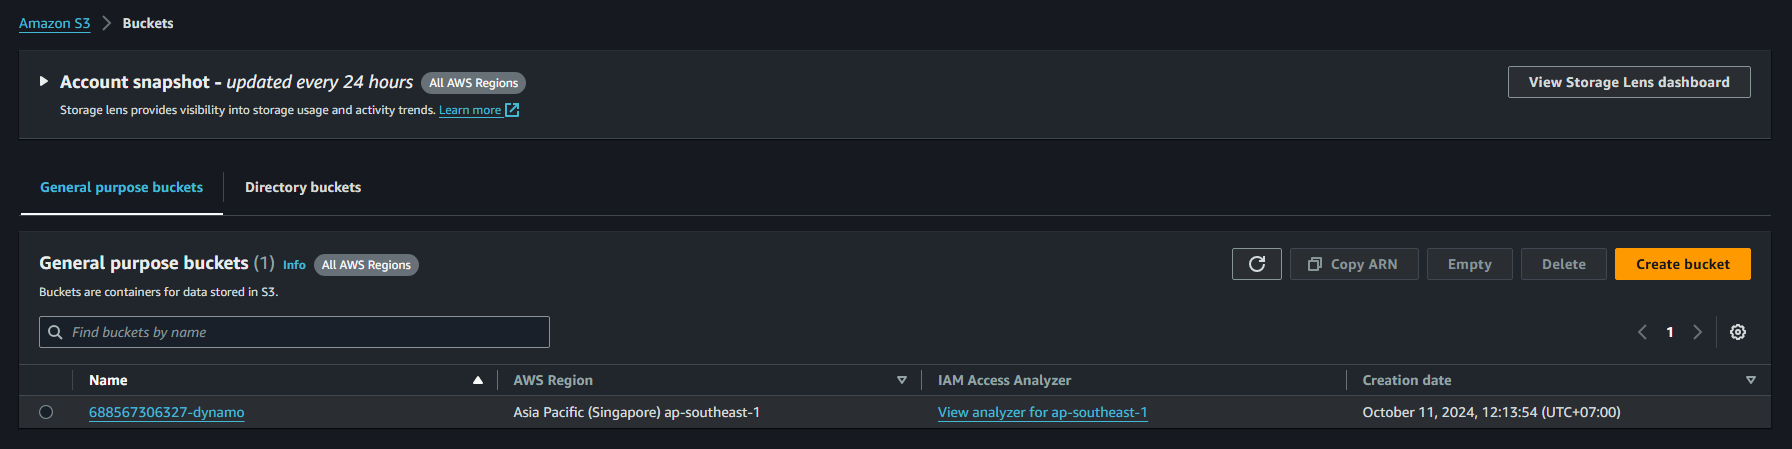 Amazon S3 > Buckets
Account snapshot - updated every 24 hours All AWS Regions
View Storage Lens dashboard
Storage lens provides visibility into storage usage and activity trends. Learn more
General purpose buckets Directory buckets
General purpose buckets (1) Info All AWS Regions
Copy ARN Empty Delete Create bucket
Buckets are containers for data stored in S3.
Find buckets by name
1
Name AWS Region IAM Access Analyzer Creation date
688567306327-dynamo Asia Pacific (Singapore) ap-southeast-1 View analyzer for ap-southeast-1 October 11, 2024, 12:13:54 (UTC+07:00)